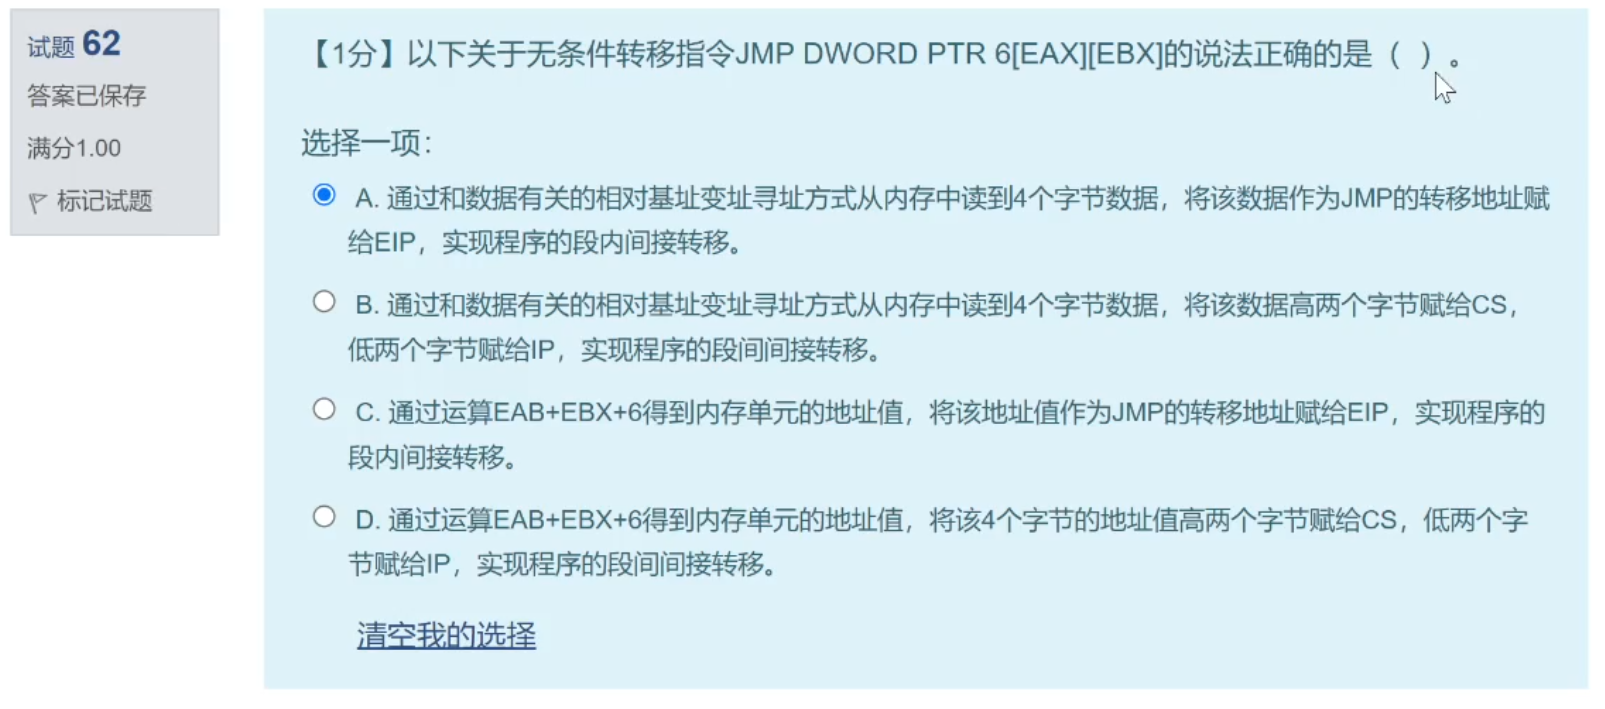 试题 62
答案已保存
满分1.00
标记试题
【1分】以下关于无条件转移指令JMP DWORD PTR 6[EAX][EBX]的说法正确的是（ ）。
选择一项：
A. 通过和数据有关的相对基址变址寻址方式从内存中读到4个字节数据，将该数据作为JMP的转移地址赋
给EIP，实现程序的段内间接转移。
B. 通过和数据有关的相对基址变址寻址方式从内存中读到4个字节数据，将该数据高两个字节赋给CS，
低两个字节赋给IP，实现程序的段间间接转移。
C. 通过运算EAB+EBX+6得到内存单元的地址值，将该地址值作为JMP的转移地址赋给EIP，实现程序的
段内间接转移。
D. 通过运算EAB+EBX+6得到内存单元的地址值，将该4个字节的地址值高两个字节赋给CS，低两个字
节赋给IP，实现程序的段间间接转移。
清空我的选择